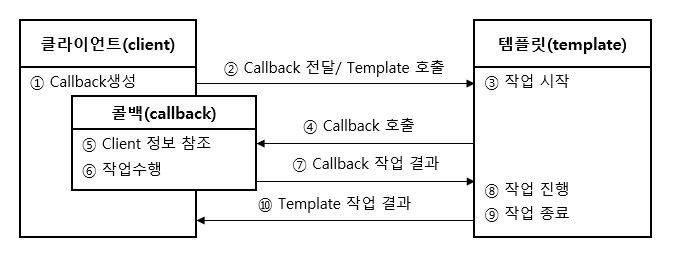 클라이언트(client)
템플릿(template)
① Callback생성
② Callback 전달/ Template 호출
③ 작업 시작
콜백(callback)
④ Callback 호출
⑤ Client 정보 참조
⑥ 작업수행
⑦ Callback 작업 결과
⑧ 작업 진행
⑨ 작업 종료
⑩ Template 작업 결과